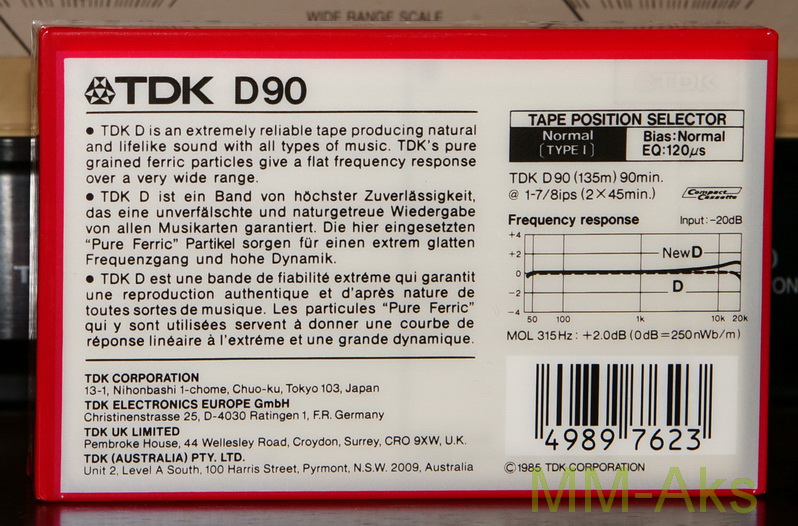 WIDE RANGE SCALE
TDK D90
• TDK D is an extremely reliable tape producing natural
and lifelike sound with all types of music. TDK's pure
grained ferric particles give a flat frequency response
over a very wide range.
• TDK D ist ein Band von höchster Zuverlässigkeit,
das eine unverfälschte und naturgetreue Wiedergabe
von allen Musikarten garantiert. Die hier eingesetzten
"Pure Ferric" Partikel sorgen für einen extrem glatten
Frequenzgang und hohe Dynamik.
• TDK D est une bande de fiabilité extrême qui garantit
une reproduction authentique et d'après nature de
toutes sortes de musique. Les particules "Pure Ferric"
qui y sont utilisées servent à donner une courbe de
réponse linéaire à l'extrême et une grande dynamique.
TDK CORPORATION
13-1, Nihonbashi 1-chome, Chuo-ku, Tokyo 103, Japan
TDK ELECTRONICS EUROPE GmbH
Christinenstrasse 25, D-4030 Ratingen 1, F.R. Germany
TDK UK LIMITED
Pembroke House, 44 Wellesley Road, Croydon, Surrey, CRO 9XW, U.K.
TDK (AUSTRALIA) PTY. LTD.
Unit 2, Level A South, 100 Harris Street, Pyrmont, N.S.W. 2009, Australia
TAPE POSITION SELECTOR
Normal
(TYPE I)
Bias:Normal
EQ:120µs
TDK D90 (135m) 90min.
@ 1-7/8ips (2×45min.)
Compact Cassette
Frequency response Input:-20dB
+4
+2
0
-2
-4
New D
D
50 100 1k 10k 20k
MOL 315Hz: +2.0dB (0dB=250nWb/m)
4989 7623
©1985 TDK CORPORATION
MM-Aks